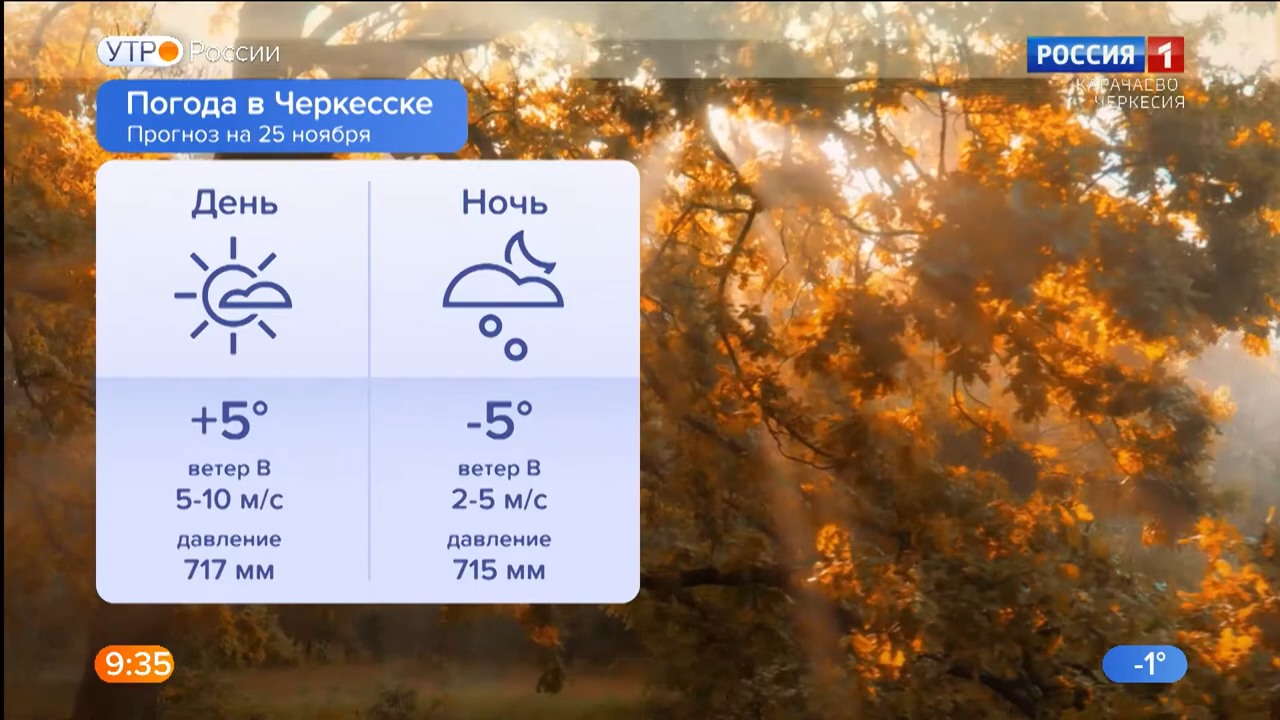 УТРО России
РОССИЯ 1
КАРАЧАЕВО
ЧЕРКЕСИЯ
Погода в Черкесске
Прогноз на 25 ноября
День
Ночь
+5°
-5°
ветер В
5-10 м/с
ветер В
2-5 м/с
давление
717 мм
давление
715 мм
9:35
-1°